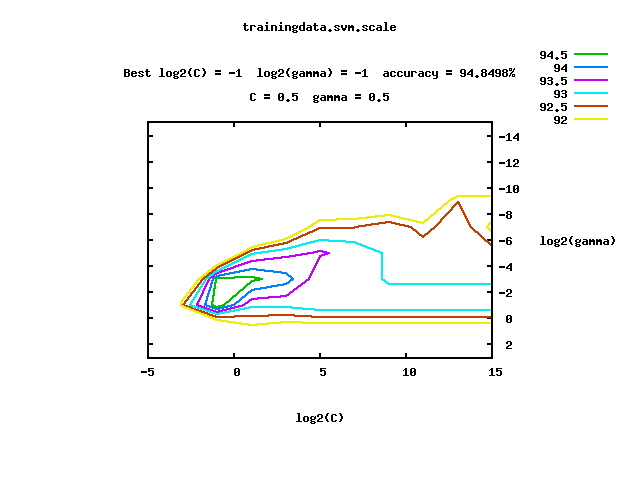 trainingdata.svm.scale
Best log2(C) = -1  log2(gamma) = -1  accuracy = 94.8498%
C = 0.5  gamma = 0.5
94.5
94
93.5
93
92.5
92
-14
-12
-10
-8
-6
-4
-2
0
2
log2(gamma)
-5 0 5 10 15
log2(C)